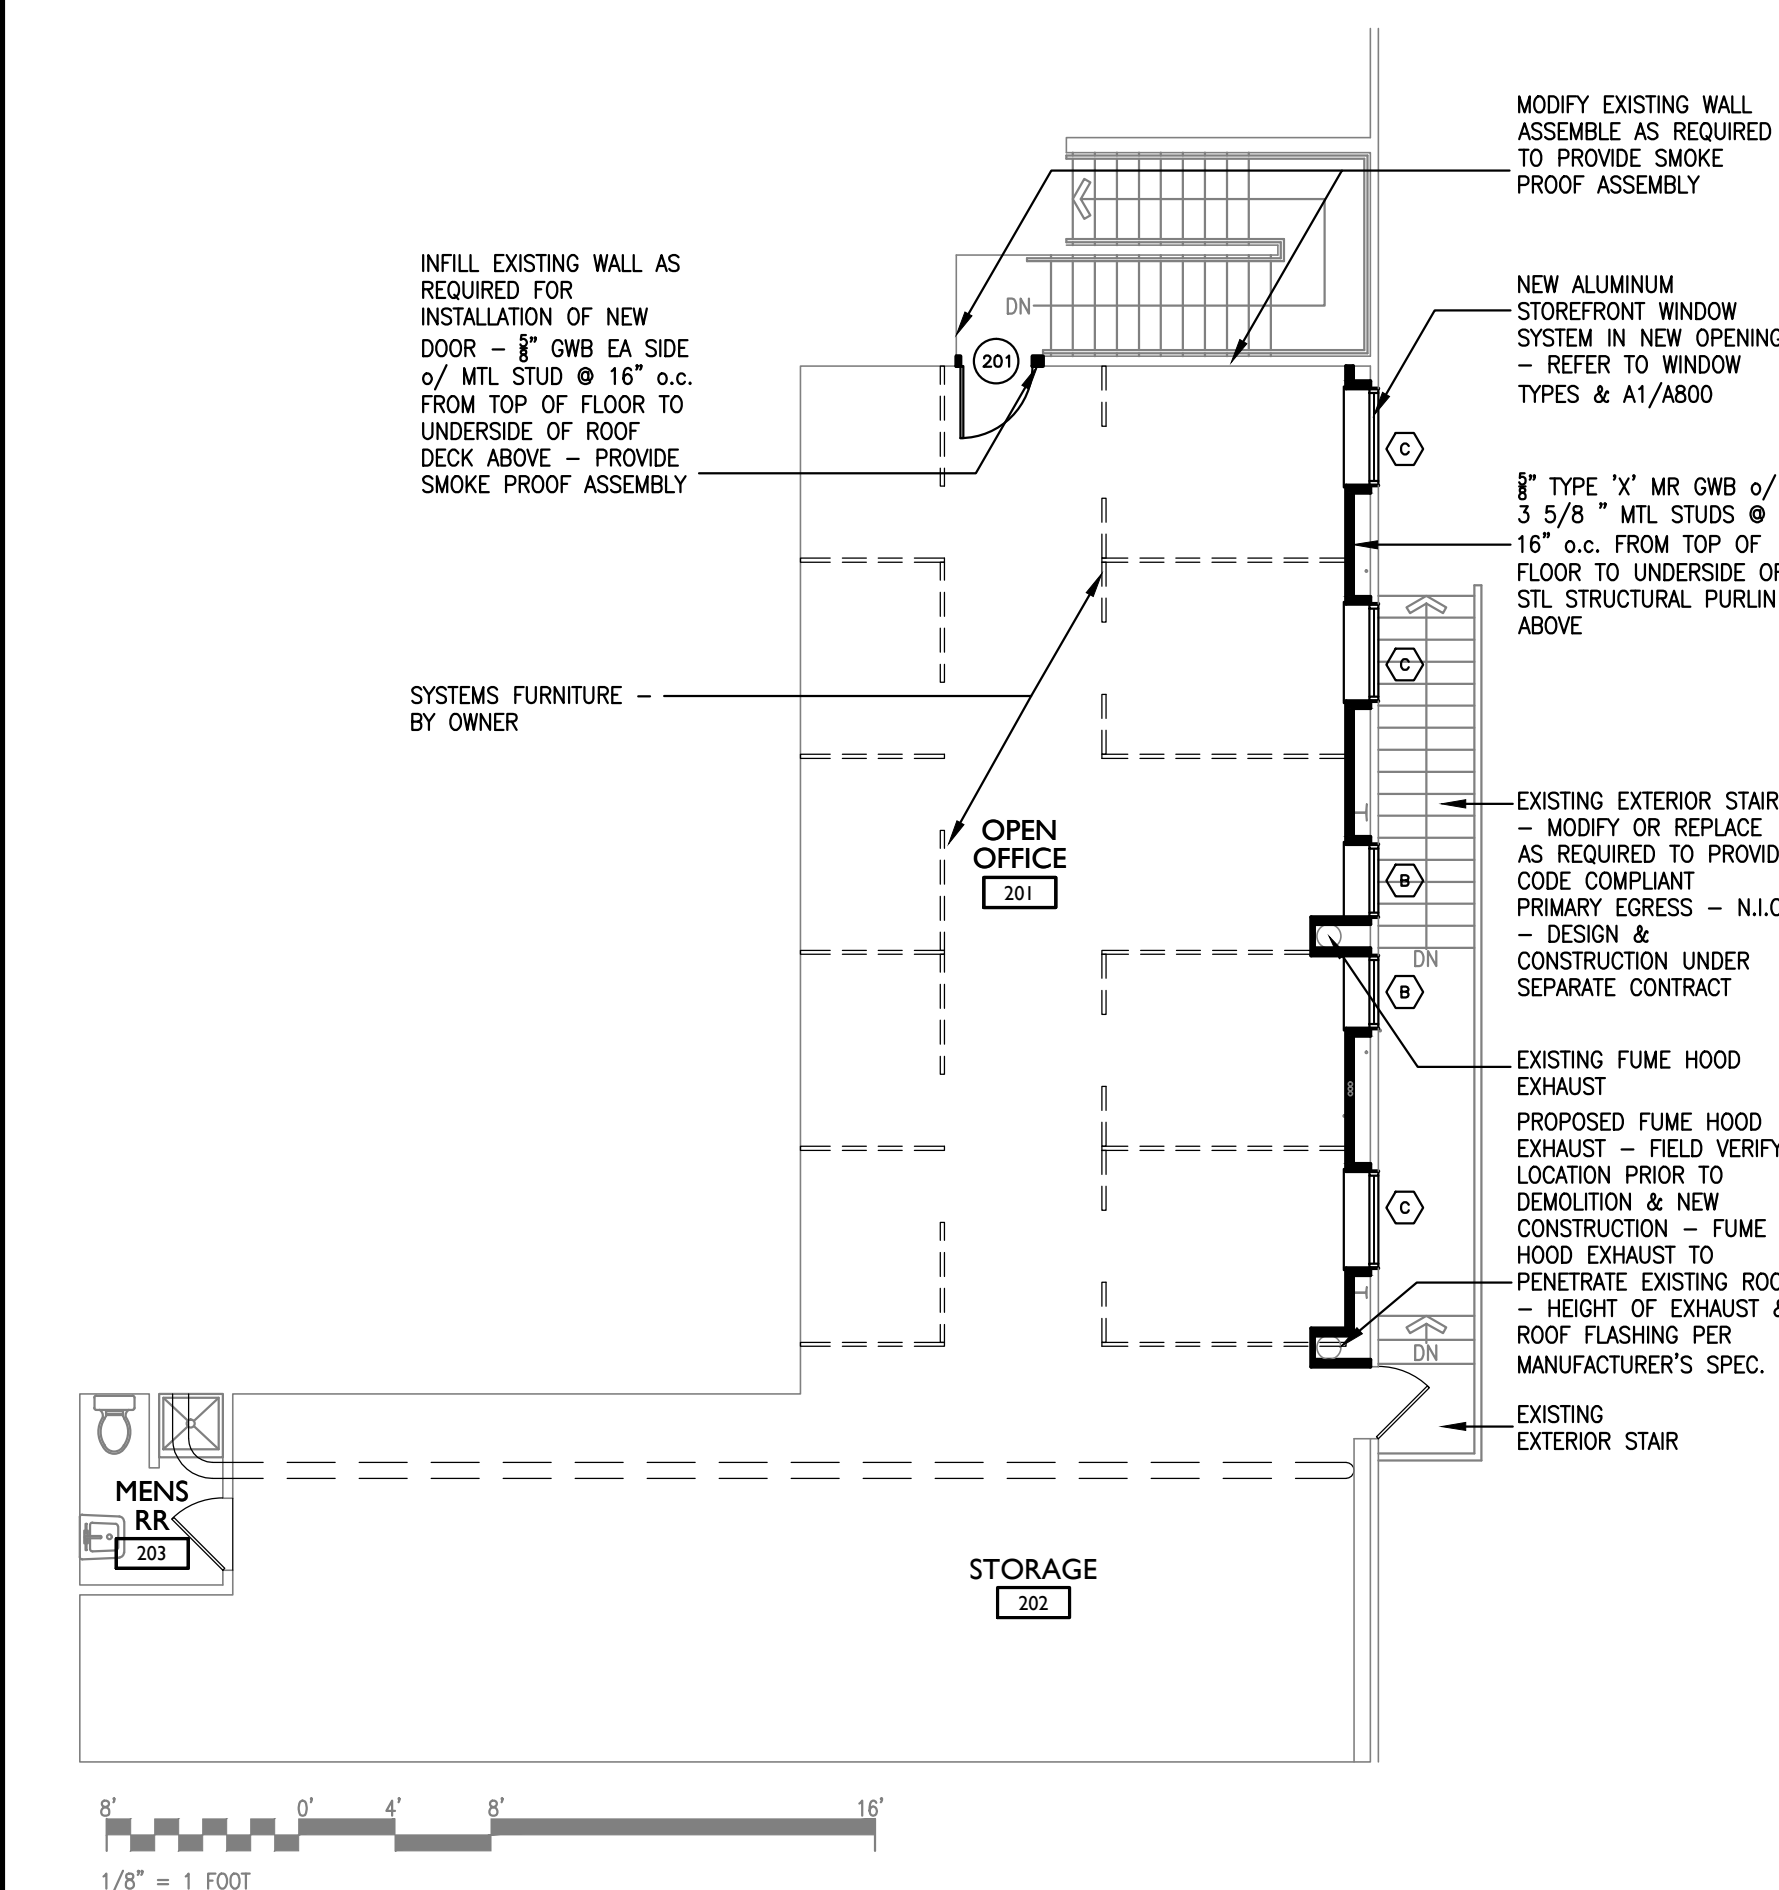 MODIFY EXISTING WALL
ASSEMBLE AS REQUIRED
TO PROVIDE SMOKE
PROOF ASSEMBLY
INFILL EXISTING WALL AS
REQUIRED FOR
INSTALLATION OF NEW
DOOR – 5/8" GWB EA SIDE
o/ MTL STUD @ 16" o.c.
FROM TOP OF FLOOR TO
UNDERSIDE OF ROOF
DECK ABOVE – PROVIDE
SMOKE PROOF ASSEMBLY
DN
201
NEW ALUMINUM
STOREFRONT WINDOW
SYSTEM IN NEW OPENING
– REFER TO WINDOW
TYPES & A1/A800
C
5/8" TYPE 'X' MR GWB o/
3 5/8 " MTL STUDS @
16" o.c. FROM TOP OF
FLOOR TO UNDERSIDE OF
STL STRUCTURAL PURLIN
ABOVE
C
SYSTEMS FURNITURE –
BY OWNER
OPEN
OFFICE
201
EXISTING EXTERIOR STAIR
– MODIFY OR REPLACE
AS REQUIRED TO PROVID
CODE COMPLIANT
PRIMARY EGRESS – N.I.C
– DESIGN &
CONSTRUCTION UNDER
SEPARATE CONTRACT
B
DN
B
EXISTING FUME HOOD
EXHAUST
PROPOSED FUME HOOD
EXHAUST – FIELD VERIFY
LOCATION PRIOR TO
DEMOLITION & NEW
CONSTRUCTION – FUME
HOOD EXHAUST TO
PENETRATE EXISTING ROO
– HEIGHT OF EXHAUST &
ROOF FLASHING PER
MANUFACTURER'S SPEC.
C
DN
EXISTING
EXTERIOR STAIR
MENS
RR
203
STORAGE
202
8' 0' 4' 8' 16'
1/8" = 1 FOOT